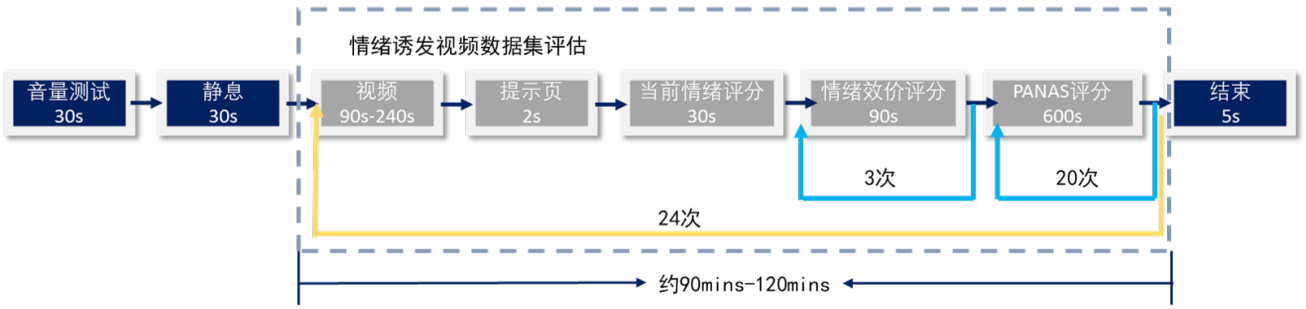 情绪诱发视频数据集评估
音量测试
30s
静息
30s
视频
90s-240s
提示页
2s
当前情绪评分
30s
情绪效价评分
90s
PANAS评分
600s
结束
5s
3次
20次
24次
约90mins-120mins